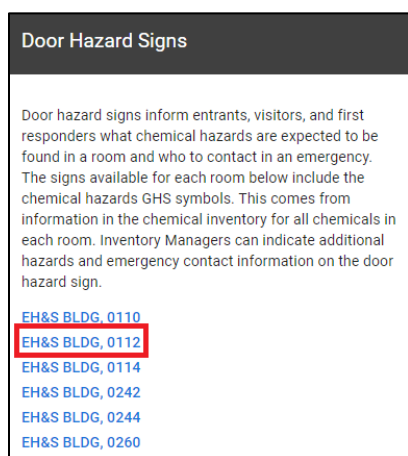 Door Hazard Signs
Door hazard signs inform entrants, visitors, and first
responders what chemical hazards are expected to be
found in a room and who to contact in an emergency.
The signs available for each room below include the
chemical hazards GHS symbols. This comes from
information in the chemical inventory for all chemicals in
each room. Inventory Managers can indicate additional
hazards and emergency contact information on the door
hazard sign.
EH&S BLDG, 0110
EH&S BLDG, 0112
EH&S BLDG, 0114
EH&S BLDG, 0242
EH&S BLDG, 0244
EH&S BLDG, 0260